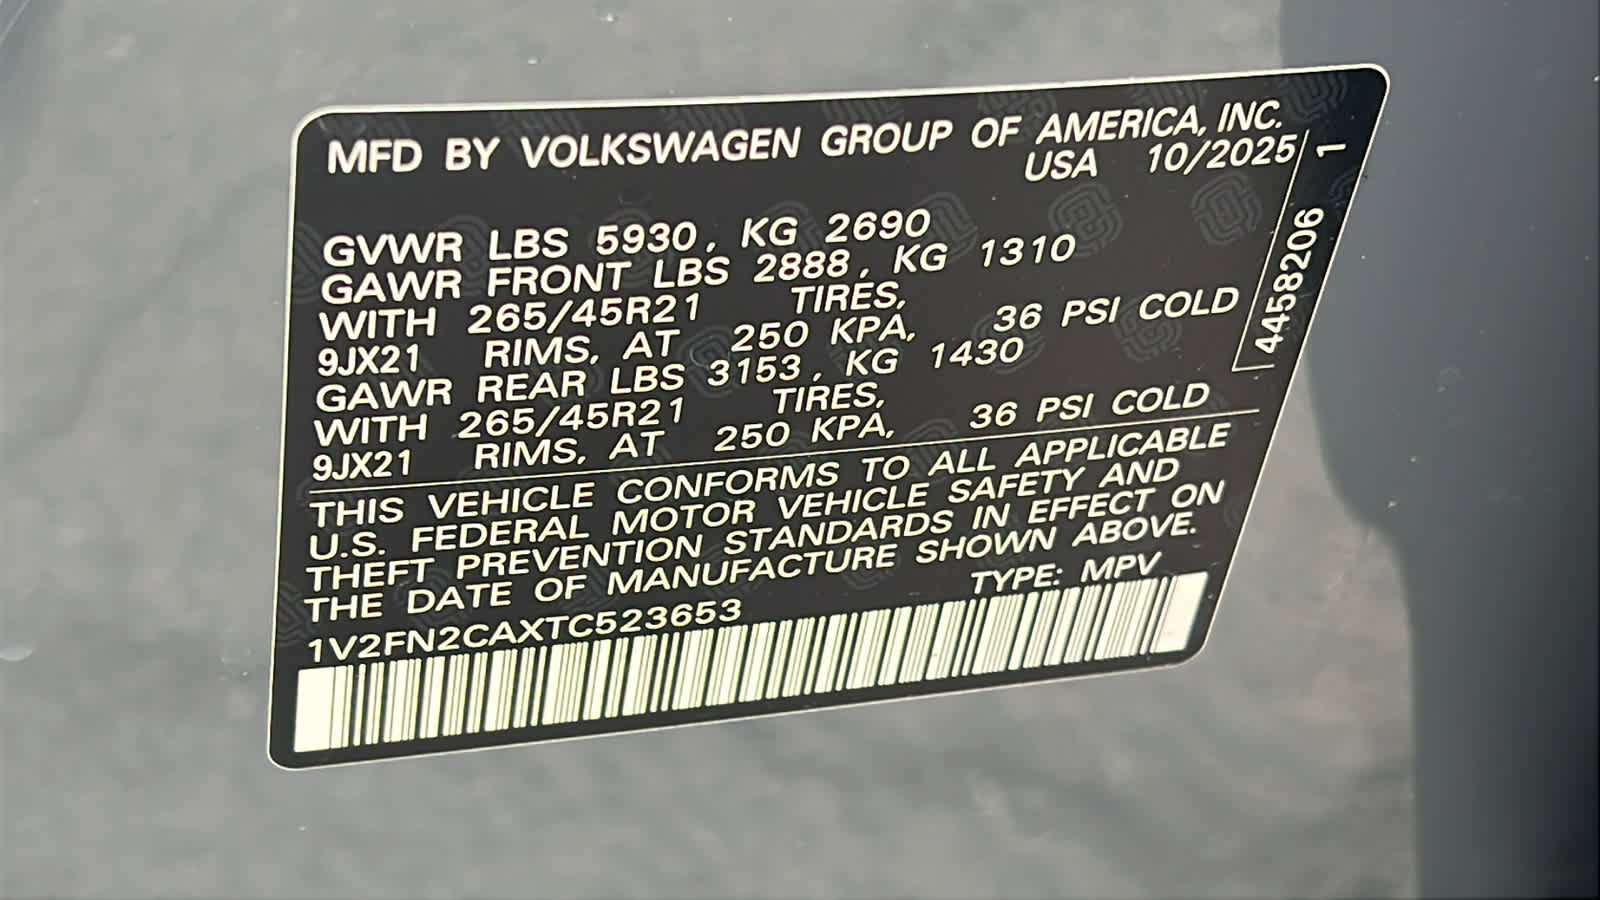 MFD BY VOLKSWAGEN GROUP OF AMERICA, INC.
USA 10/2025
GVWR LBS 5930, KG 2690
GAWR FRONT LBS 2888, KG 1310
WITH 265/45R21 TIRES,
9JX21 RIMS, AT 250 KPA, 36 PSI COLD
GAWR REAR LBS 3153, KG 1430
WITH 265/45R21 TIRES,
9JX21 RIMS, AT 250 KPA, 36 PSI COLD
THIS VEHICLE CONFORMS TO ALL APPLICABLE
U.S. FEDERAL MOTOR VEHICLE SAFETY AND
THEFT PREVENTION STANDARDS IN EFFECT ON
THE DATE OF MANUFACTURE SHOWN ABOVE.
1V2FN2CAXTC523653 TYPE: MPV
4458206 1